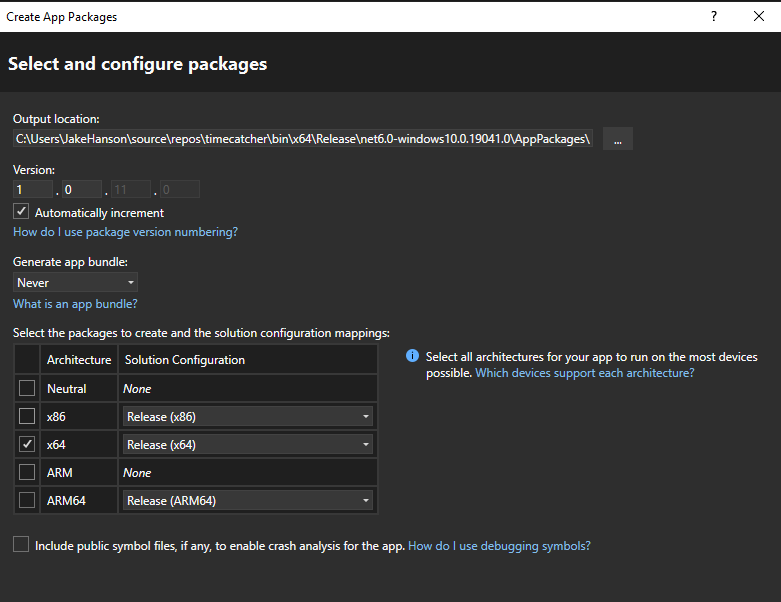 Create App Packages
?
Select and configure packages
Output location:
C:\Users\JakeHanson\source\repos\timecatcher\bin\x64\Release\net6.0-windows10.0.19041.0\AppPackages\ ...
Version:
1 . 0 . 11 . 0
Automatically increment
How do I use package version numbering?
Generate app bundle:
Never
What is an app bundle?
Select the packages to create and the solution configuration mappings:
Architecture Solution Configuration
Neutral None
x86 Release (x86)
x64 Release (x64)
ARM None
ARM64 Release (ARM64)
Select all architectures for your app to run on the most devices
possible. Which devices support each architecture?
Include public symbol files, if any, to enable crash analysis for the app. How do I use debugging symbols?